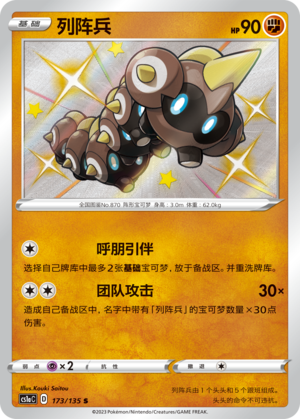 基础 列阵兵 HP90
全国图鉴No.870 阵形宝可梦 身高：3.0m 体重：62.0kg
呼朋引伴
选择自己牌库中最多2张基础宝可梦，放于备战区。并重洗牌库。
团队攻击 30×
造成自己备战区中，名字中带有「列阵兵」的宝可梦数量×30点
伤害。
弱点 ×2 抗性 撤退
Illus. Kouki Saitou
CS1aC D 173/135 S
列阵兵由１个头头和５个跟班组成。
头头的命令不可违抗。
©2023 Pokémon/Nintendo/Creatures/GAME FREAK.